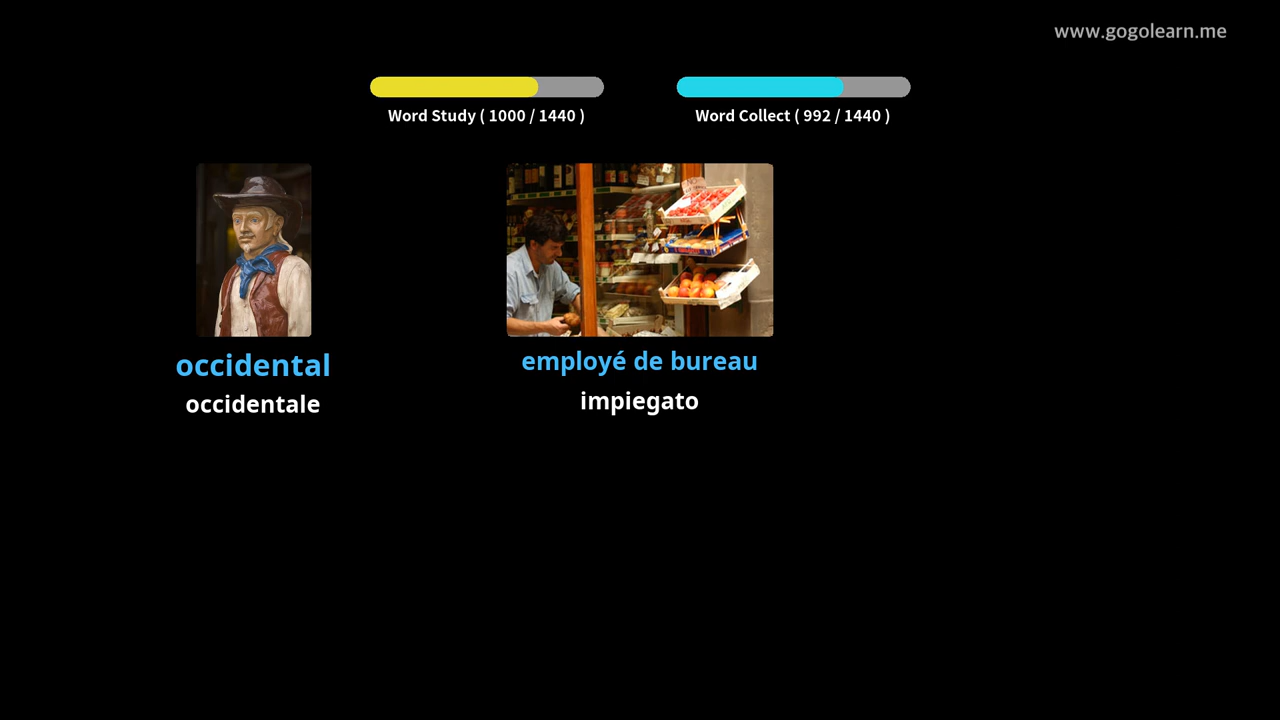 www.gogolearn.me
Word Study ( 1000 / 1440 )
Word Collect ( 992 / 1440 )
occidental
occidentale
employé de bureau
impiegato